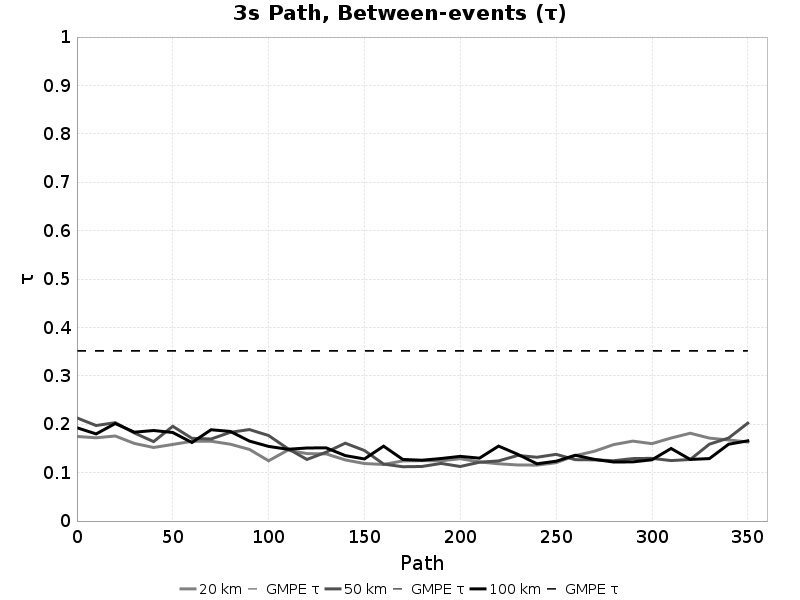 3s Path, Between-events (τ)
1
0.9
0.8
0.7
0.6
0.5
0.4
0.3
0.2
0.1
0
τ
0 50 100 150 200 250 300 350
Path
20 km GMPE τ 50 km GMPE τ 100 km GMPE τ